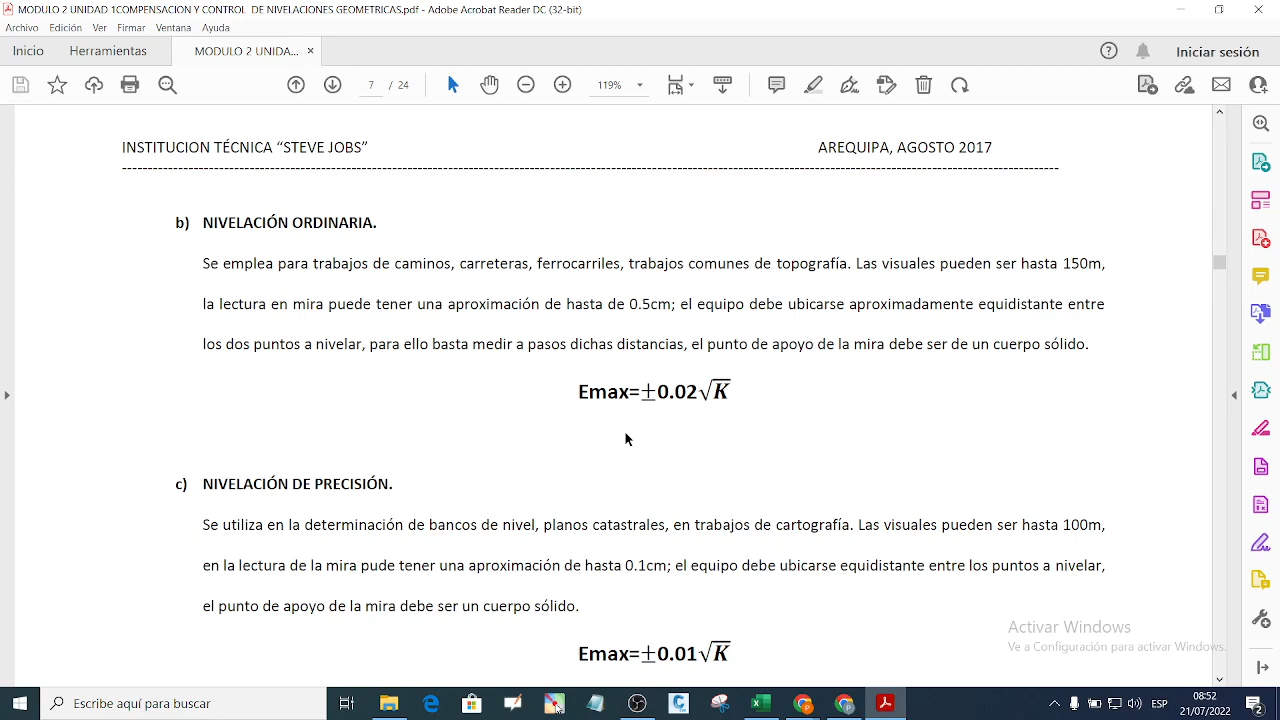 MODULO 2 UNIDAD 1COMPENSACION Y CONTROL  DE NIVELACIONES GEOMETRICAS.pdf - Adobe Acrobat Reader DC (32-bit)
Archivo Edición Ver Firmar Ventana Ayuda
Inicio Herramientas MODULO 2 UNIDA... × Iniciar sesión
7 / 24 119%
INSTITUCION TÉCNICA “STEVE JOBS” AREQUIPA, AGOSTO 2017
b) NIVELACIÓN ORDINARIA.
Se emplea para trabajos de caminos, carreteras, ferrocarriles, trabajos comunes de topografía. Las visuales pueden ser hasta 150m,
la lectura en mira puede tener una aproximación de hasta de 0.5cm; el equipo debe ubicarse aproximadamente equidistante entre
los dos puntos a nivelar, para ello basta medir a pasos dichas distancias, el punto de apoyo de la mira debe ser de un cuerpo sólido.
Emax=±0.02√K
c) NIVELACIÓN DE PRECISIÓN.
Se utiliza en la determinación de bancos de nivel, planos catastrales, en trabajos de cartografía. Las visuales pueden ser hasta 100m,
en la lectura de la mira pude tener una aproximación de hasta 0.1cm; el equipo debe ubicarse equidistante entre los puntos a nivelar,
el punto de apoyo de la mira debe ser un cuerpo sólido.
Emax=±0.01√K
Activar Windows
Ve a Configuración para activar Windows.
Escribe aquí para buscar
ESP
08:52
21/07/2022
2